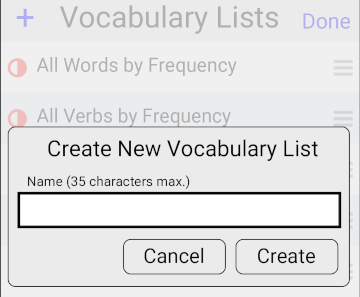 + Vocabulary Lists Done
All Words by Frequency
All Verbs by Frequency
Create New Vocabulary List
Name (35 characters max.)
Cancel Create